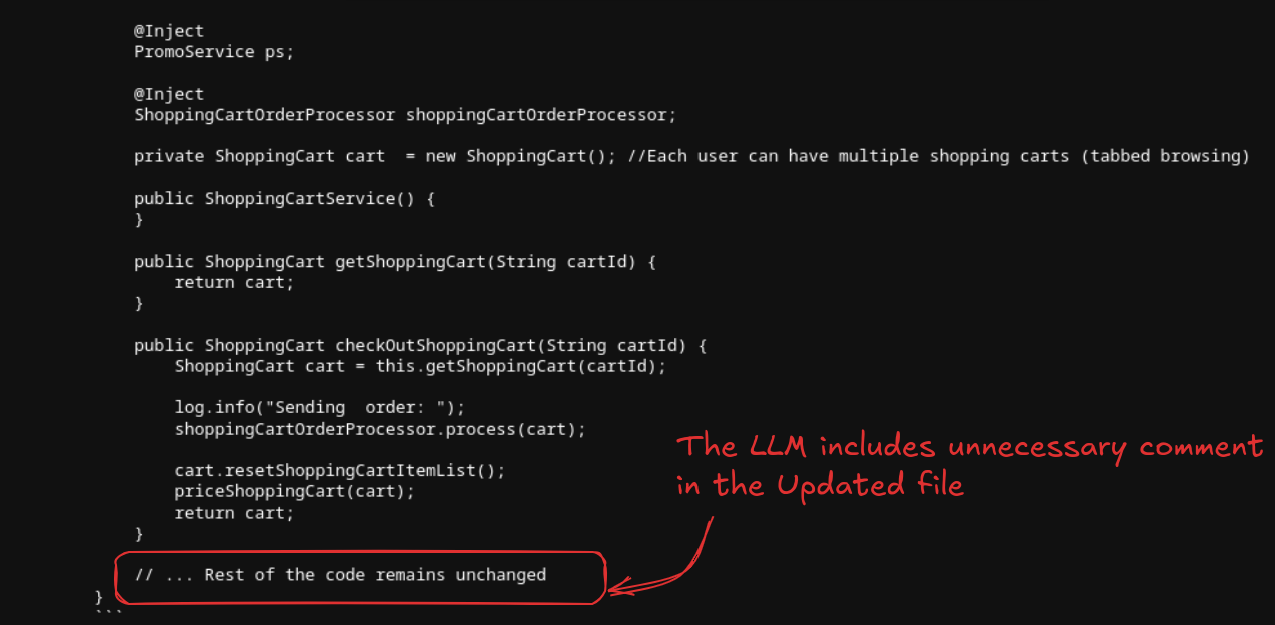 @Inject
PromoService ps;
@Inject
ShoppingCartOrderProcessor shoppingCartOrderProcessor;
private ShoppingCart cart  = new ShoppingCart(); //Each user can have multiple shopping carts (tabbed browsing)
public ShoppingCartService() {
}
public ShoppingCart getShoppingCart(String cartId) {
return cart;
}
public ShoppingCart checkOutShoppingCart(String cartId) {
ShoppingCart cart = this.getShoppingCart(cartId);
log.info("Sending  order: ");
shoppingCartOrderProcessor.process(cart);
cart.resetShoppingCartItemList();
priceShoppingCart(cart);
return cart;
}
The LLM includes unnecessary comment
in the Updated file
// ... Rest of the code remains unchanged
}
```